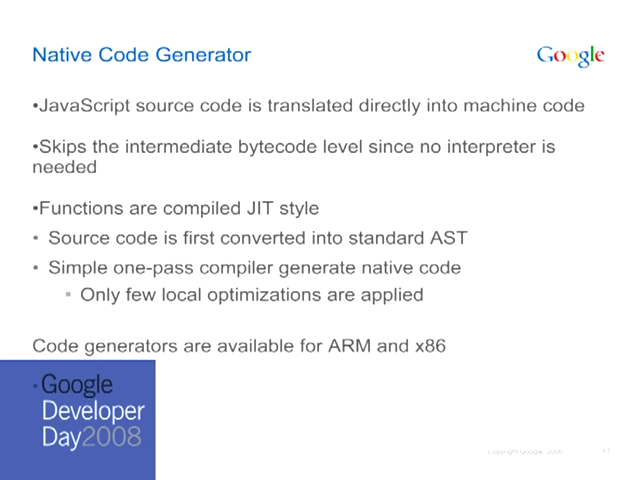 Native Code Generator
Google
•JavaScript source code is translated directly into machine code
•Skips the intermediate bytecode level since no interpreter is
needed
•Functions are compiled JIT style
• Source code is first converted into standard AST
• Simple one-pass compiler generate native code
▪ Only few local optimizations are applied
Code generators are available for ARM and x86
Google
Developer
Day2008
Copyright Google 2008
17